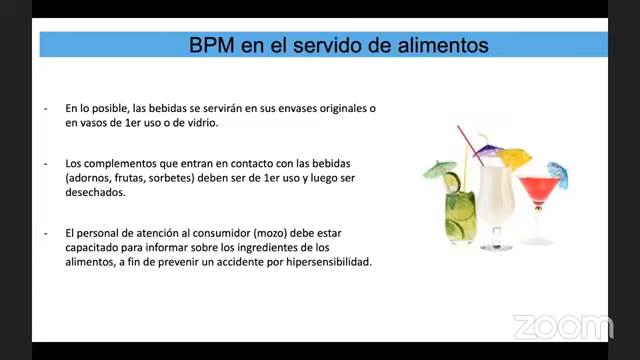 BPM en el servido de alimentos
- En lo posible, las bebidas se servirán en sus envases originales o
en vasos de 1er uso o de vidrio.
- Los complementos que entran en contacto con las bebidas
(adornos, frutas, sorbetes) deben ser de 1er uso y luego ser
desechados.
- El personal de atención al consumidor (mozo) debe estar
capacitado para informar sobre los ingredientes de los
alimentos, a fin de prevenir un accidente por hipersensibilidad.
zoom